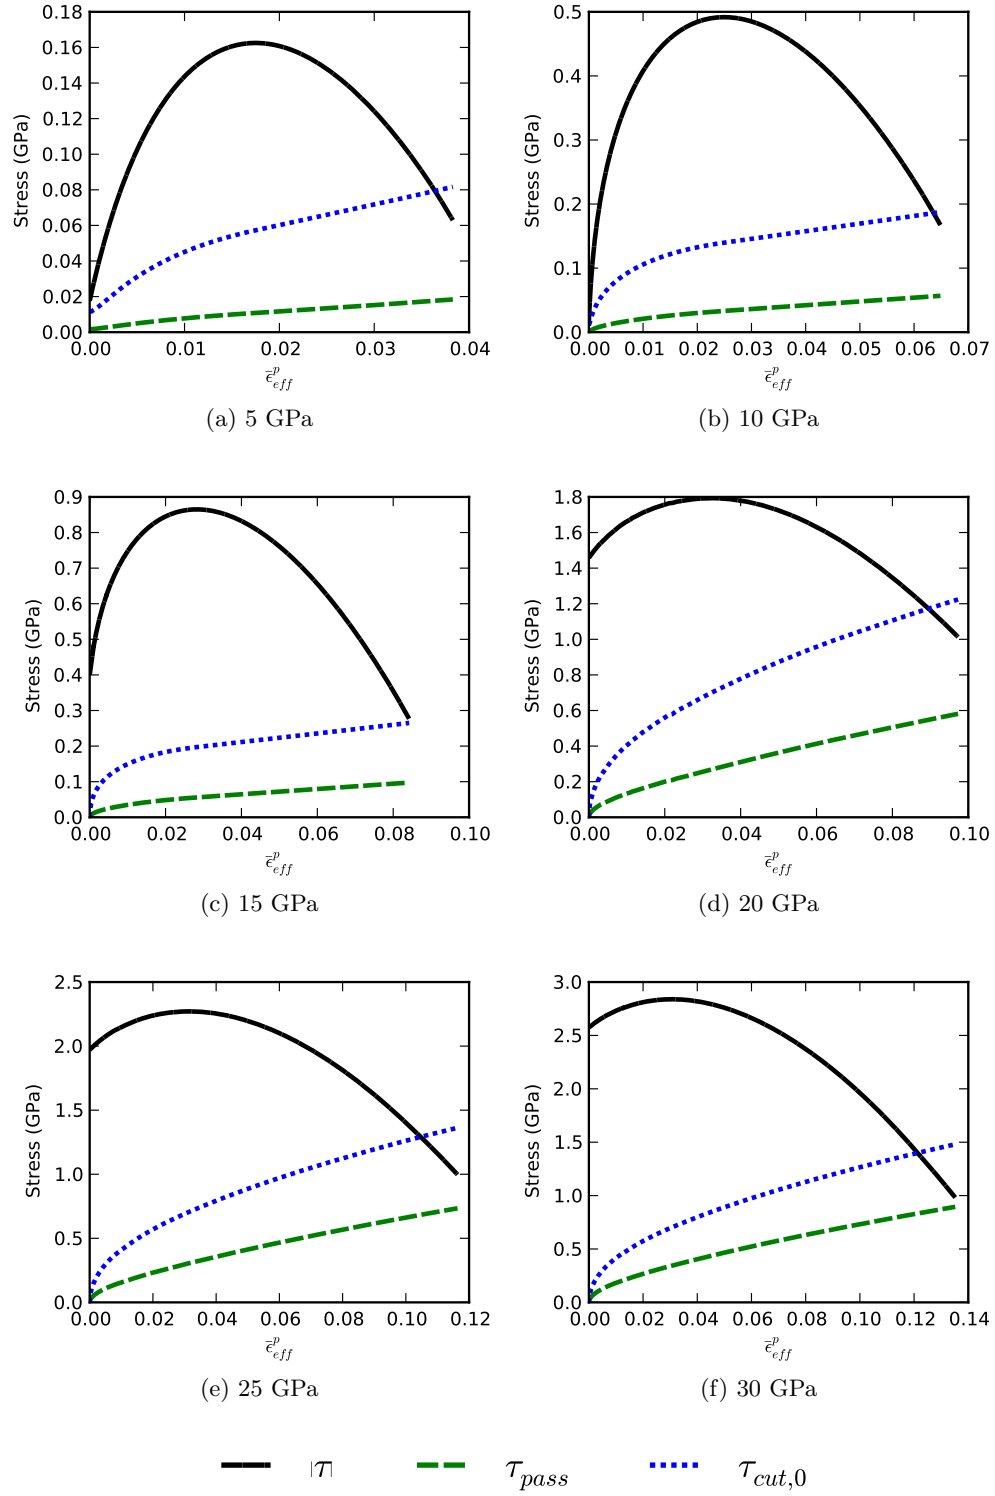 0.18
0.16
0.14
0.12
0.10
0.08
0.06
0.04
0.02
0.00
Stress (GPa)
0.00 0.01 0.02 0.03 0.04
ε̄ᵖ_eff
(a) 5 GPa
0.5
0.4
0.3
0.2
0.1
0.0
Stress (GPa)
0.00 0.01 0.02 0.03 0.04 0.05 0.06 0.07
ε̄ᵖ_eff
(b) 10 GPa
0.9
0.8
0.7
0.6
0.5
0.4
0.3
0.2
0.1
0.0
Stress (GPa)
0.00 0.02 0.04 0.06 0.08 0.10
ε̄ᵖ_eff
(c) 15 GPa
1.8
1.6
1.4
1.2
1.0
0.8
0.6
0.4
0.2
0.0
Stress (GPa)
0.00 0.02 0.04 0.06 0.08 0.10
ε̄ᵖ_eff
(d) 20 GPa
2.5
2.0
1.5
1.0
0.5
0.0
Stress (GPa)
0.00 0.02 0.04 0.06 0.08 0.10 0.12
ε̄ᵖ_eff
(e) 25 GPa
3.0
2.5
2.0
1.5
1.0
0.5
0.0
Stress (GPa)
0.00 0.02 0.04 0.06 0.08 0.10 0.12 0.14
ε̄ᵖ_eff
(f) 30 GPa
|τ| τ_pass τ_cut,0